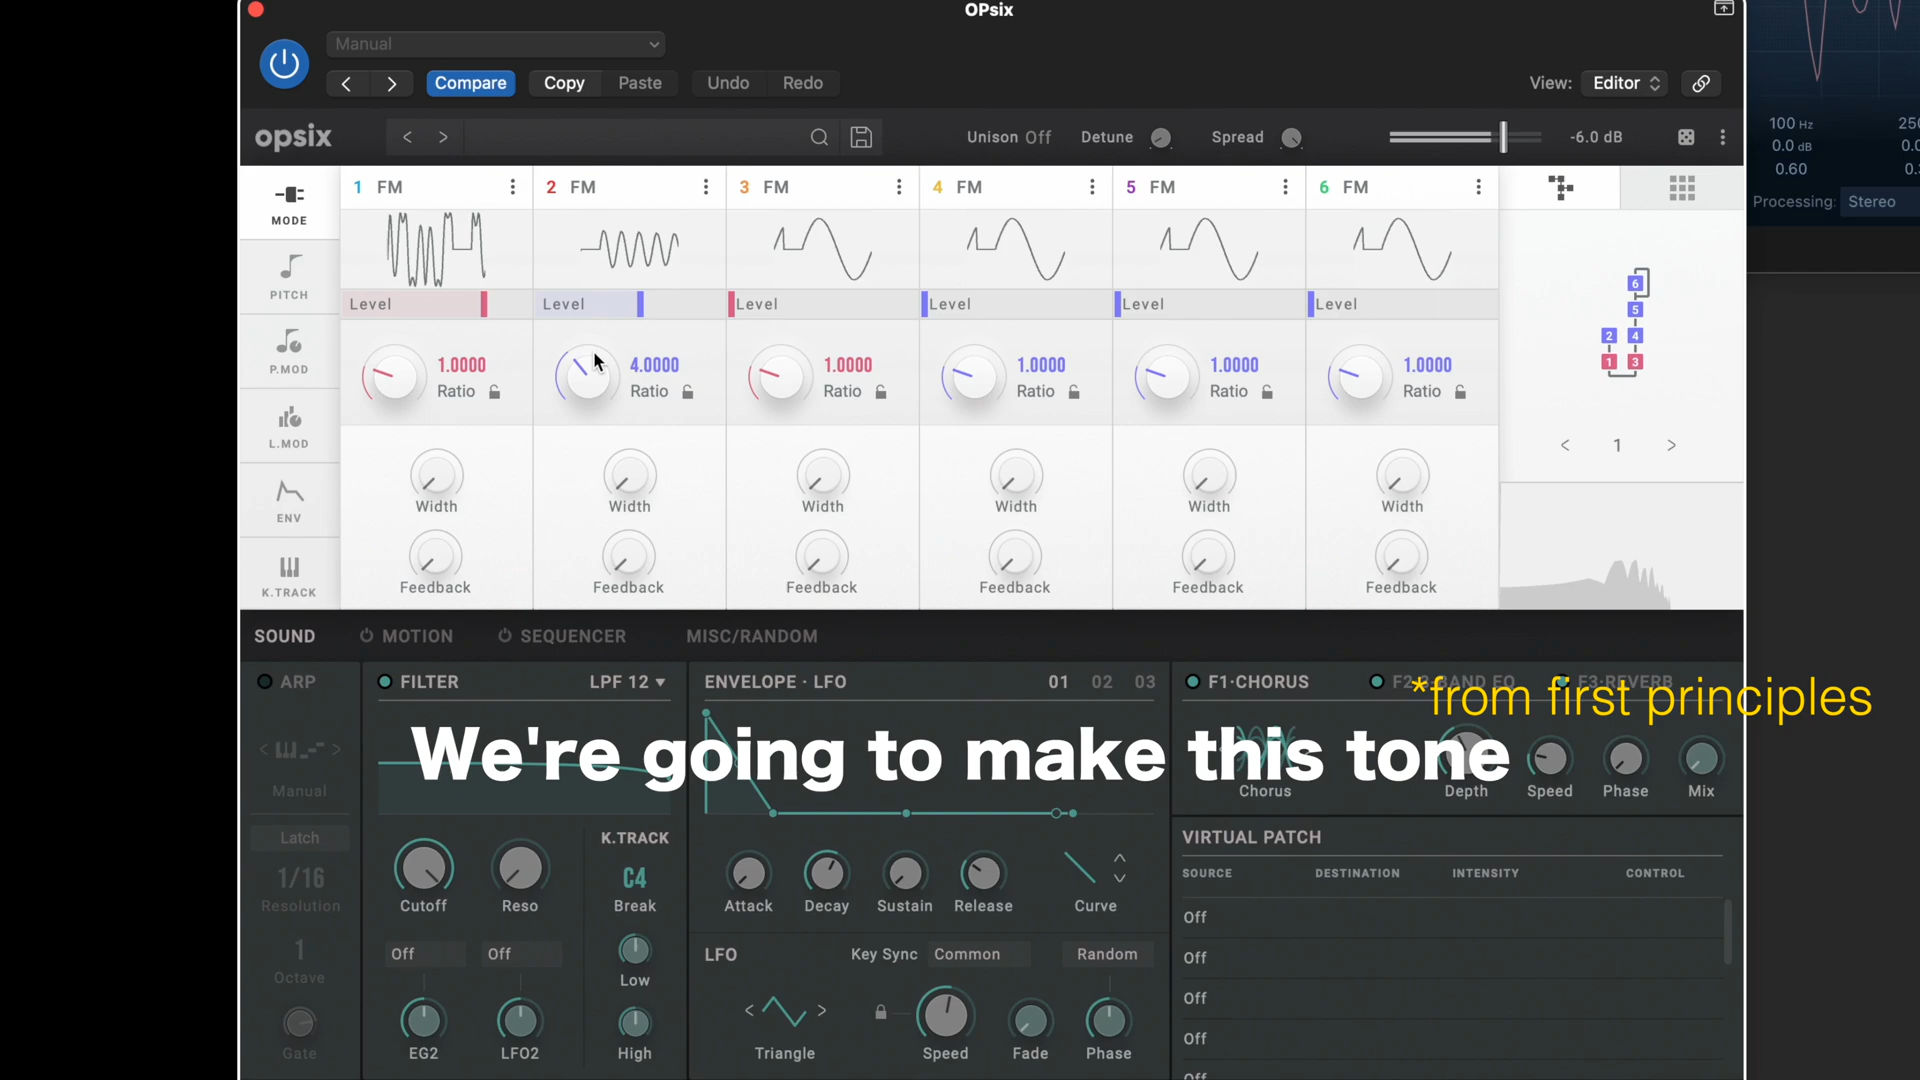 OPsix
Manual
Compare Copy Paste Undo Redo View: Editor
opsix < > Unison Off Detune Spread -6.0 dB
100 Hz
0.0 dB
0.60
Processing: Stereo
MODE
PITCH
P.MOD
L.MOD
ENV
K.TRACK
1 FM 2 FM 3 FM 4 FM 5 FM 6 FM
Level Level Level Level Level Level
1.0000 4.0000 1.0000 1.0000 1.0000 1.0000
Ratio Ratio Ratio Ratio Ratio Ratio
Width Width Width Width Width Width
Feedback Feedback Feedback Feedback Feedback Feedback
6
5
2 4
1 3
< 1 >
SOUND MOTION SEQUENCER MISC/RANDOM
ARP FILTER LPF 12 ENVELOPE · LFO 01 02 03 F1·CHORUS F3·REVERB
*from first principles
We're going to make this tone
Manual
Chorus Depth Speed Phase Mix
Latch
1/16
Resolution
1
Octave
Gate
K.TRACK
C4
Cutoff Reso Break
Off Off
Low
EG2 LFO2 High
Attack Decay Sustain Release Curve
LFO Key Sync Common Random
< >
Triangle Speed Fade Phase
VIRTUAL PATCH
SOURCE DESTINATION INTENSITY CONTROL
Off
Off
Off
Off
Off